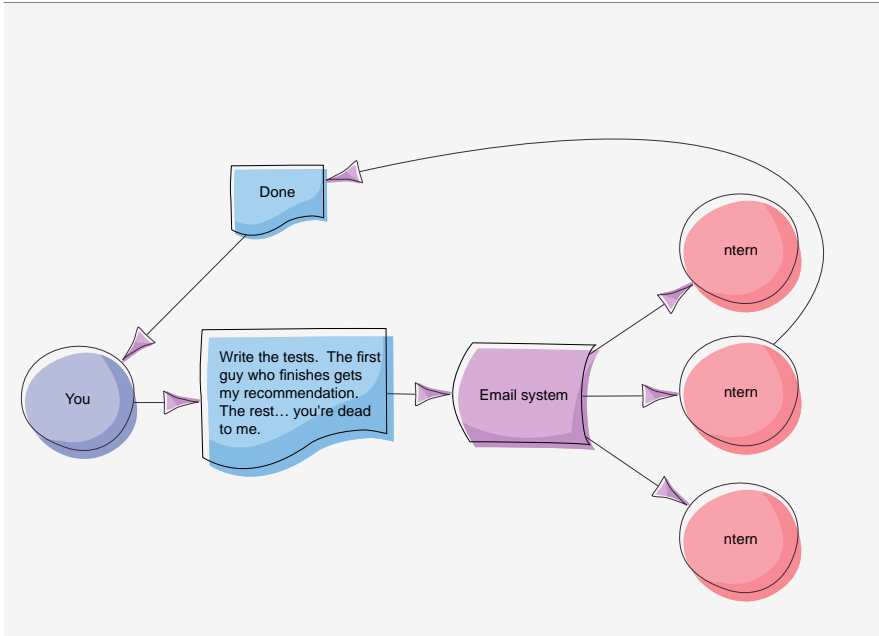 Done
ntern
You
Write the tests.  The first
guy who finishes gets
my recommendation.
The rest… you’re dead
to me.
Email system
ntern
ntern